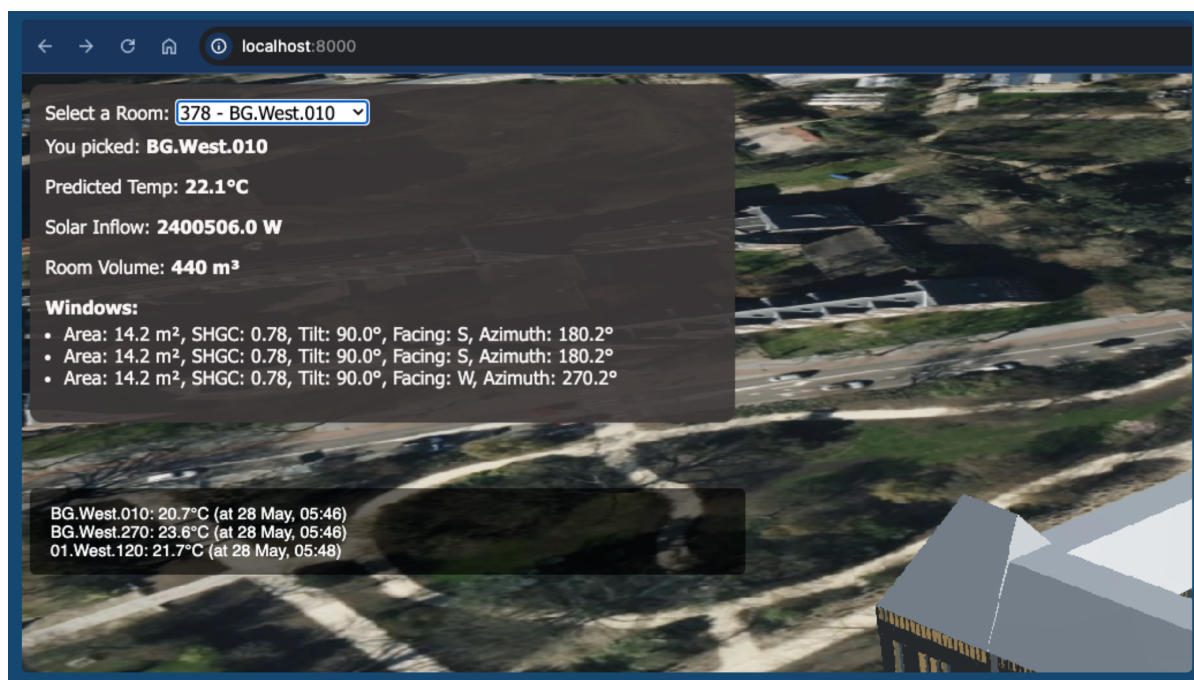 localhost:8000
Select a Room: 378 - BG.West.010
You picked: BG.West.010
Predicted Temp: 22.1°C
Solar Inflow: 2400506.0 W
Room Volume: 440 m³
Windows:
• Area: 14.2 m², SHGC: 0.78, Tilt: 90.0°, Facing: S, Azimuth: 180.2°
• Area: 14.2 m², SHGC: 0.78, Tilt: 90.0°, Facing: S, Azimuth: 180.2°
• Area: 14.2 m², SHGC: 0.78, Tilt: 90.0°, Facing: W, Azimuth: 270.2°
BG.West.010: 20.7°C (at 28 May, 05:46)
BG.West.270: 23.6°C (at 28 May, 05:46)
01.West.120: 21.7°C (at 28 May, 05:48)